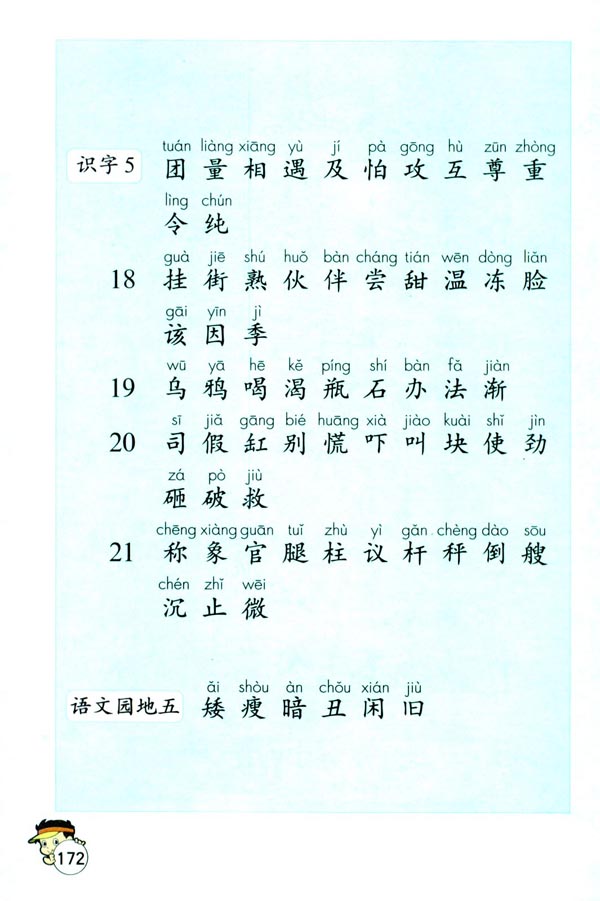 tuán liàng xiāng yù jí pà gōng hù zūn zhòng
识字 5 团 量 相 遇 及 怕 攻 互 尊 重
lìng chún
令 纯
guà jiē shú huǒ bàn cháng tián wēn dòng liǎn
18 挂 街 熟 伙 伴 尝 甜 温 冻 脸
gāi yīn jì
该 因 季
wū yā hē kě píng shí bàn fǎ jiàn
19 乌 鸦 喝 渴 瓶 石 办 法 渐
sī jiǎ gāng bié huāng xià jiào kuài shǐ jìn
20 司 假 缸 别 慌 吓 叫 块 使 劲
zá pò jiù
砸 破 救
chēng xiàng guān tuǐ zhù yì gǎn chèng dào sōu
21 称 象 官 腿 柱 议 杆 秤 倒 艘
chén zhǐ wēi
沉 止 微
ǎi shòu àn chǒu xián jiù
语文园地五 矮 瘦 暗 丑 闲 旧
172